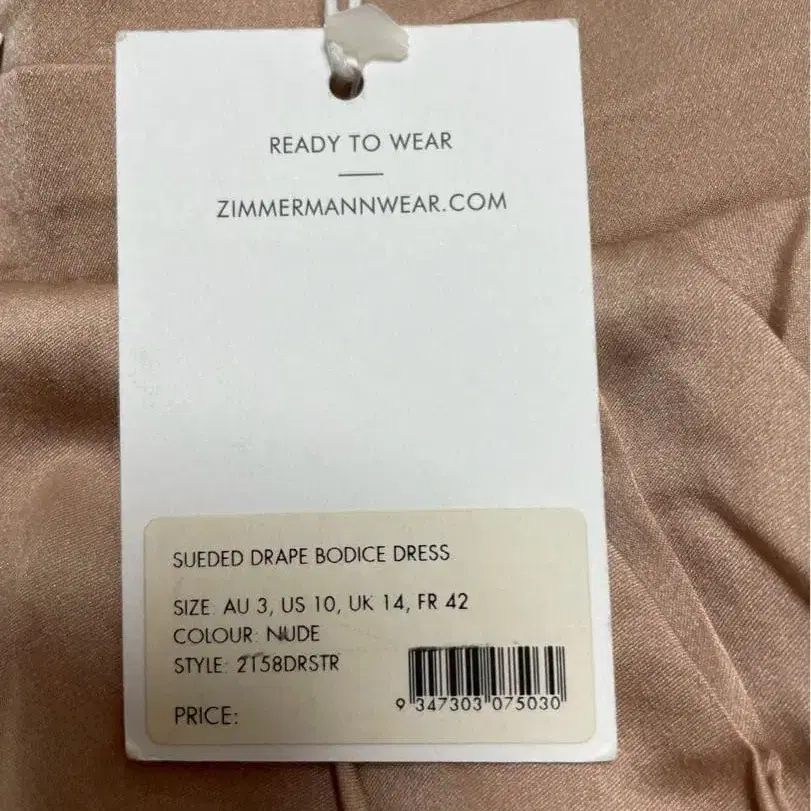 READY TO WEAR
ZIMMERMANNWEAR.COM
SUEDED DRAPE BODICE DRESS
SIZE: AU 3, US 10, UK 14, FR 42
COLOUR: NUDE
STYLE: 2158DRSTR
PRICE:
9 347303 075030